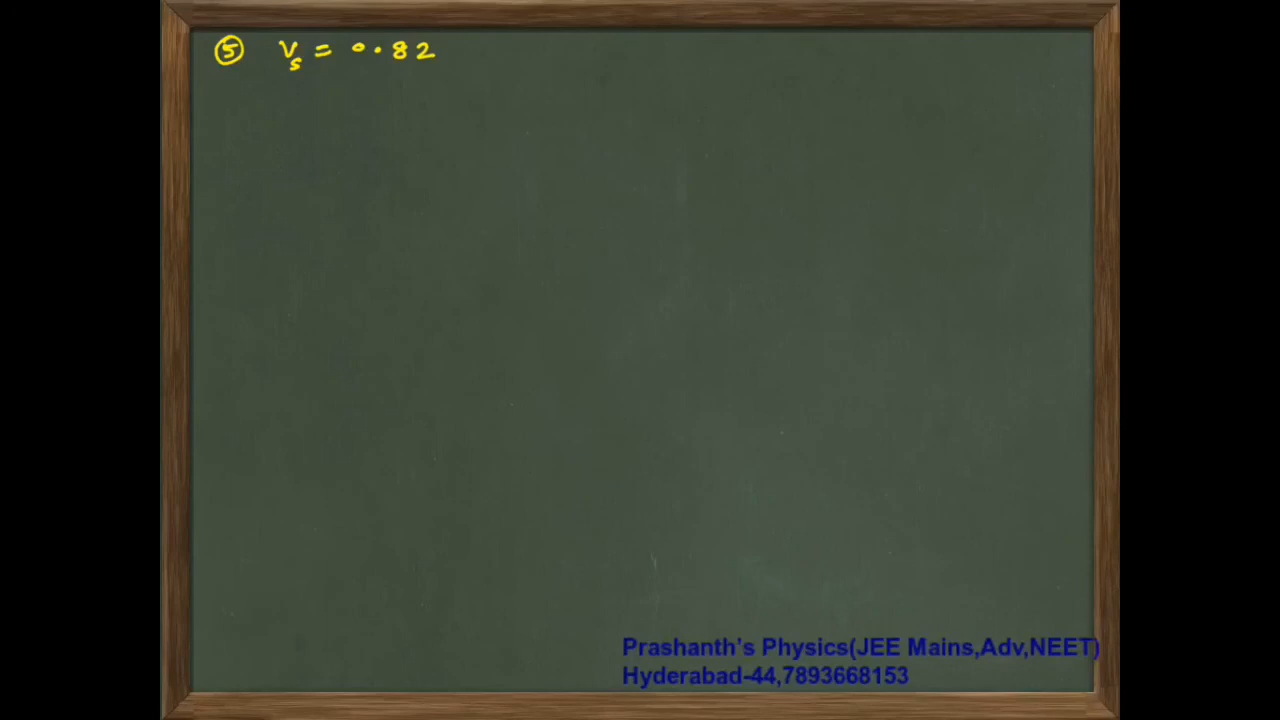 ⑤ Vₛ = 0.82
Prashanth's Physics(JEE Mains,Adv,NEET)
Hyderabad-44,7893668153